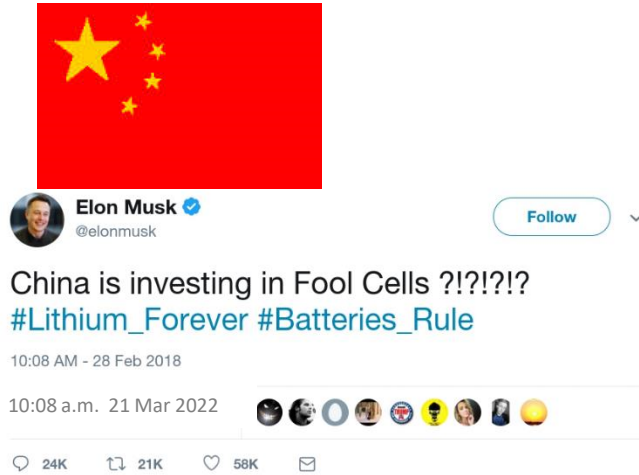 Elon Musk
@elonmusk
Follow
China is investing in Fool Cells ?!?!?!?
#Lithium_Forever #Batteries_Rule
10:08 AM - 28 Feb 2018
10:08 a.m. 21 Mar 2022
24K 21K 58K